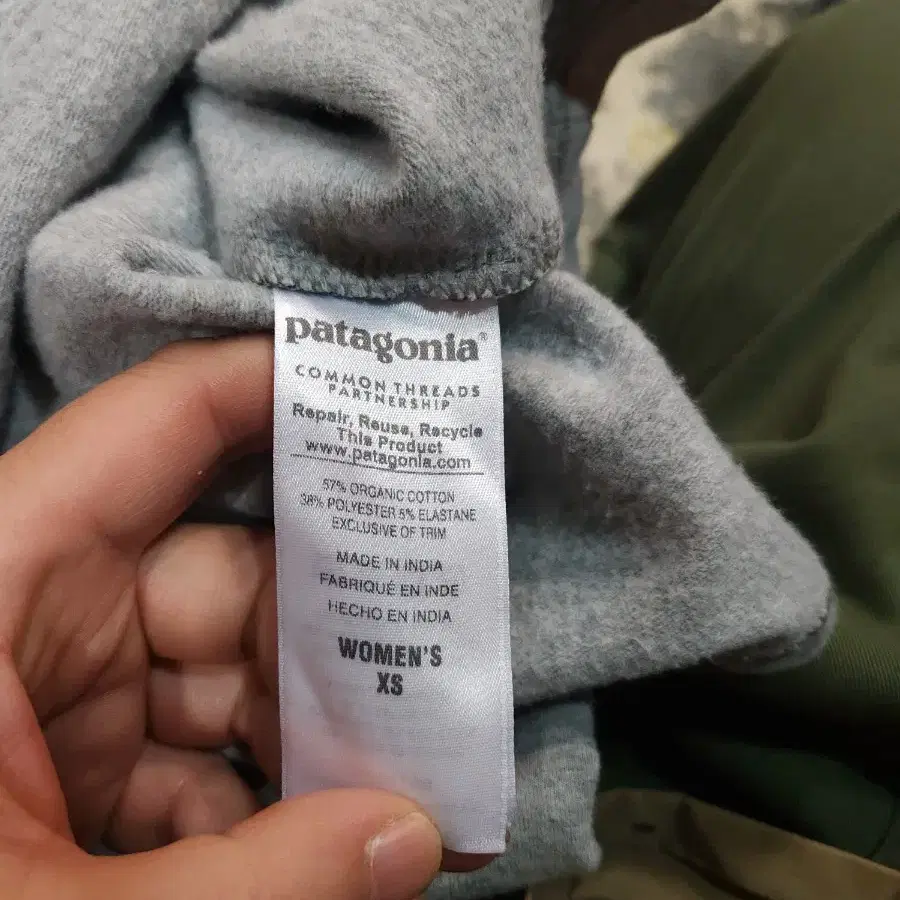 patagonia®
COMMON THREADS
PARTNERSHIP
Repair, Reuse, Recycle
This Product
www.patagonia.com
57% ORGANIC COTTON
38% POLYESTER 5% ELASTANE
EXCLUSIVE OF TRIM
MADE IN INDIA
FABRIQUÉ EN INDE
HECHO EN INDIA
WOMEN'S
XS